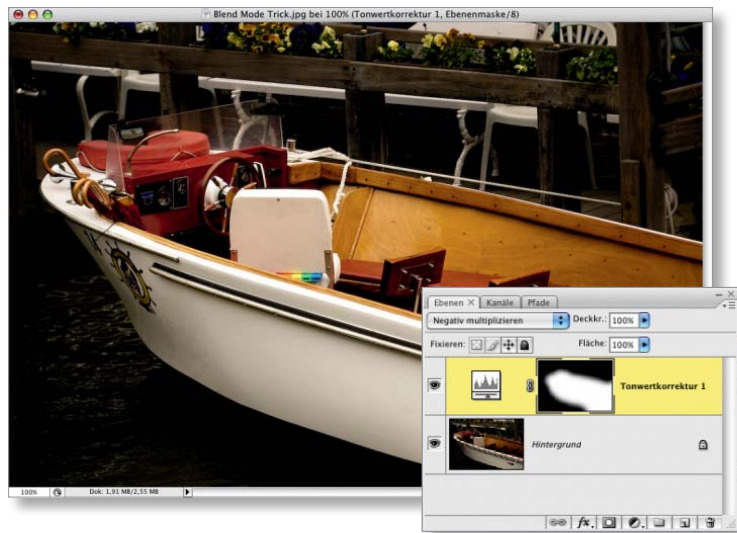 Blend Mode Trick.jpg bei 100% (Tonwertkorrektur 1, Ebenenmaske/8)
Ebenen × Kanäle Pfade
Negativ multiplizieren Deckkr.: 100%
Fixieren: Fläche: 100%
Tonwertkorrektur 1
Hintergrund
100% Dok: 1,91 MB/2,55 MB
fx.